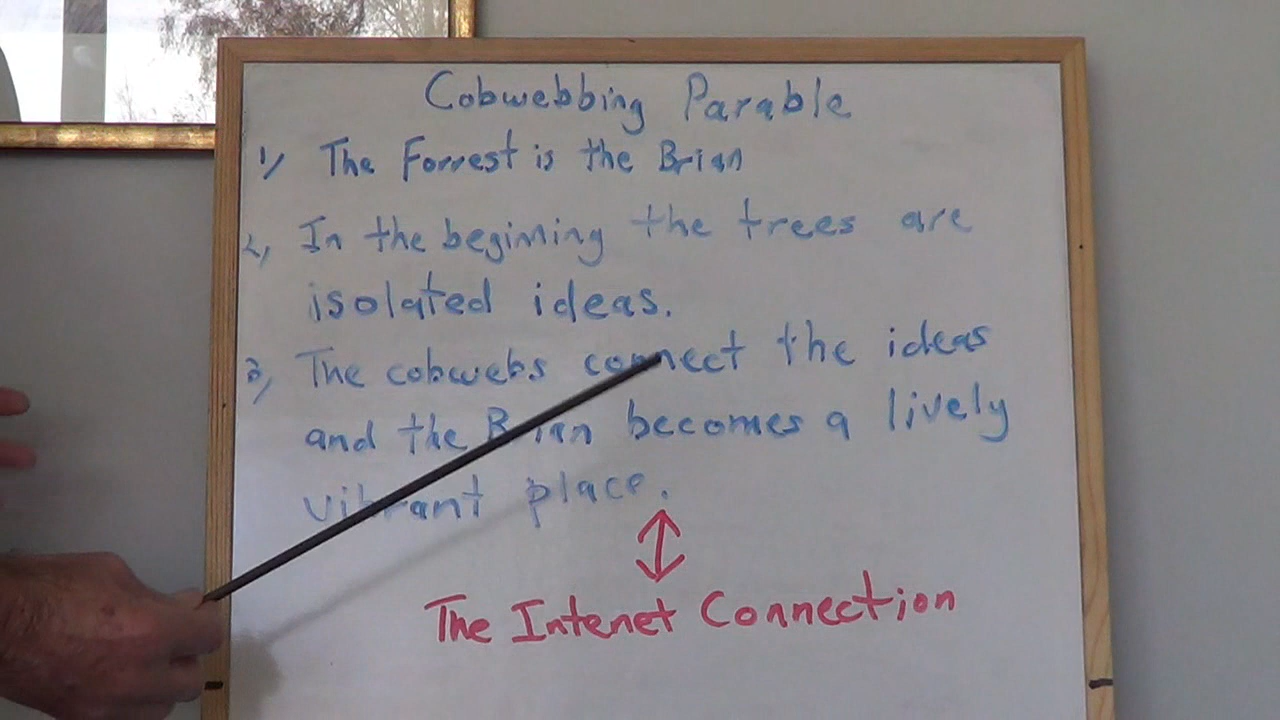 Cobwebbing Parable
1, The Forrest is the Brian
2, In the begining the trees are
isolated ideas.
3, The cobwebs connect the ideas
and the Brian becomes a lively
vibrant place.
The Intenet Connection